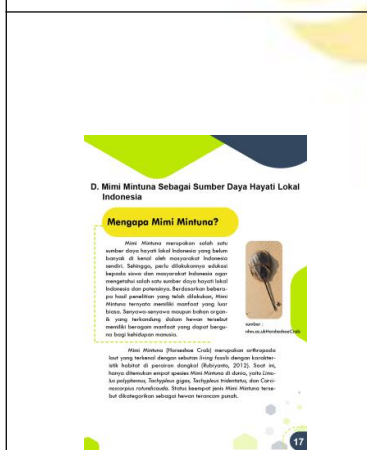 D. Mimi Mintuna Sebagai Sumber Daya Hayati Lokal
Indonesia
Mengapa Mimi Mintuna?
Mimi Mintuna merupakan salah satu
sumber daya hayati lokal Indonesia yang belum
banyak di kenal oleh masyarakat Indonesia
sendiri. Sehingga, perlu dilakukannya edukasi
kepada siswa dan masyarakat Indonesia agar
mengetahui salah satu sumber daya hayati lokal
Indonesia dan potensinya. Berdasarkan bebera-
pa hasil penelitian yang telah dilakukan, Mimi
Mintuna ternyata memiliki manfaat yang luar
biasa. Senyawa-senyawa maupun bahan organ-
ik yang terkandung dalam hewan tersebut
memiliki beragam manfaat yang dapat bergu-
na bagi kehidupan manusia.
sumber :
nhm.ac.uk/HorsheShoeCrab
Mimi Mintuna (Horseshoe Crab) merupakan arthropoda
laut yang terkenal dengan sebutan living fossils dengan karakter-
istik habitat di perairan dangkal (Rubiyanto, 2012). Saat ini,
hanya ditemukan empat spesies Mimi Mintuna di dunia, yaitu Limu-
lus polyphemus, Tachypleus gigas, Tachypleus tridentatus, dan Carci-
noscorpius rotundicauda. Status keempat jenis Mimi Mintuna terse-
but dikategorikan sebagai hewan terancam punah.
17